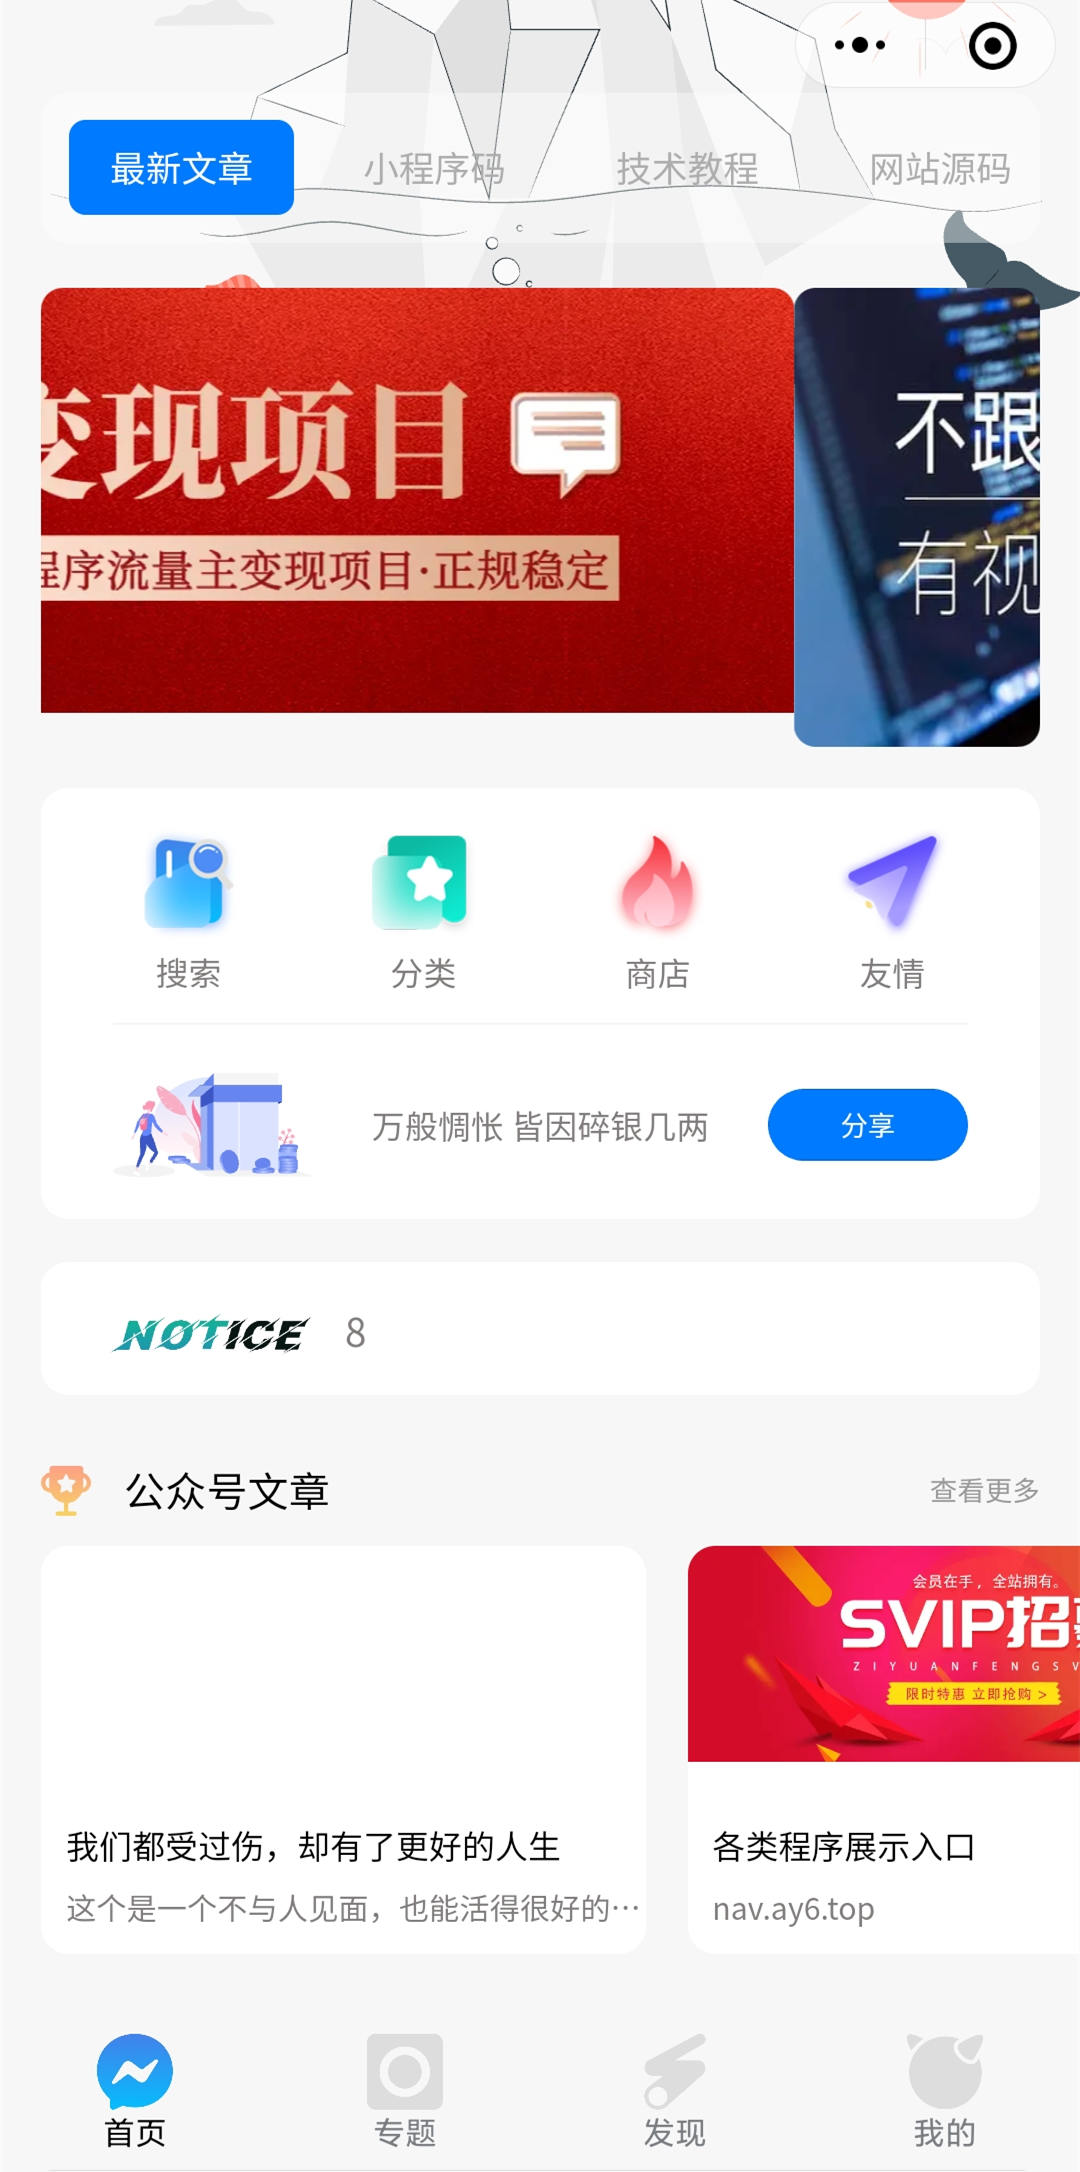 最新文章 小程序码 技术教程 网站源码
变现项目
程序流量主变现项目·正规稳定
不跟
有视
搜索 分类 商店 友情
万般惆怅 皆因碎银几两 分享
NOTICE 8
公众号文章 查看更多
会员在手，全站拥有。
SVIP招募
ZIYUANFENGSV
限时特惠 立即抢购 >
我们都受过伤，却有了更好的人生
这个是一个不与人见面，也能活得很好的…
各类程序展示入口
nav.ay6.top
首页 专题 发现 我的